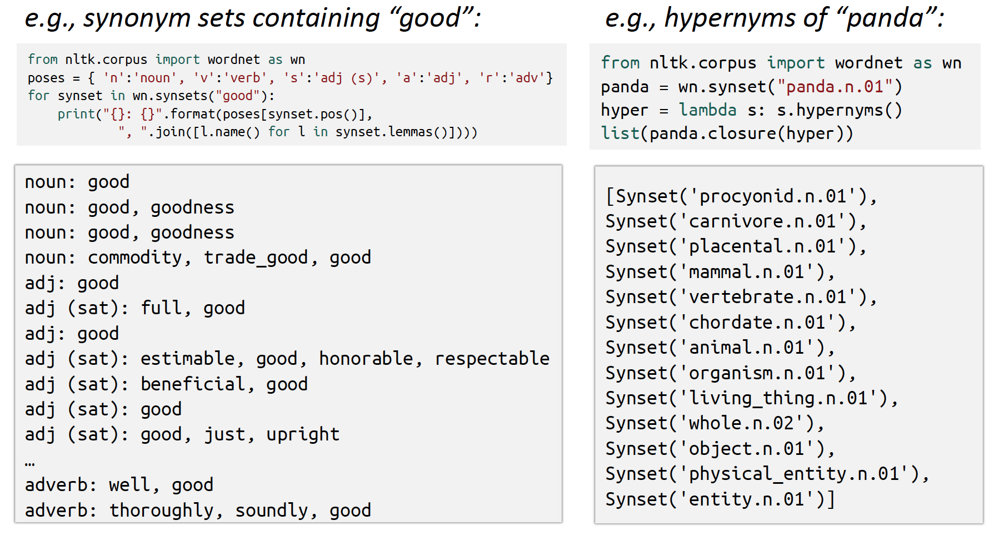 e.g., synonym sets containing “good”:
from nltk.corpus import wordnet as wn
poses = { 'n':'noun', 'v':'verb', 's':'adj (s)', 'a':'adj', 'r':'adv'}
for synset in wn.synsets("good"):
    print("{}: {}".format(poses[synset.pos()],
            ", ".join([l.name() for l in synset.lemmas()])))
noun: good
noun: good, goodness
noun: good, goodness
noun: commodity, trade_good, good
adj: good
adj (sat): full, good
adj: good
adj (sat): estimable, good, honorable, respectable
adj (sat): beneficial, good
adj (sat): good
adj (sat): good, just, upright
…
adverb: well, good
adverb: thoroughly, soundly, good
e.g., hypernyms of “panda”:
from nltk.corpus import wordnet as wn
panda = wn.synset("panda.n.01")
hyper = lambda s: s.hypernyms()
list(panda.closure(hyper))
[Synset('procyonid.n.01'),
Synset('carnivore.n.01'),
Synset('placental.n.01'),
Synset('mammal.n.01'),
Synset('vertebrate.n.01'),
Synset('chordate.n.01'),
Synset('animal.n.01'),
Synset('organism.n.01'),
Synset('living_thing.n.01'),
Synset('whole.n.02'),
Synset('object.n.01'),
Synset('physical_entity.n.01'),
Synset('entity.n.01')]